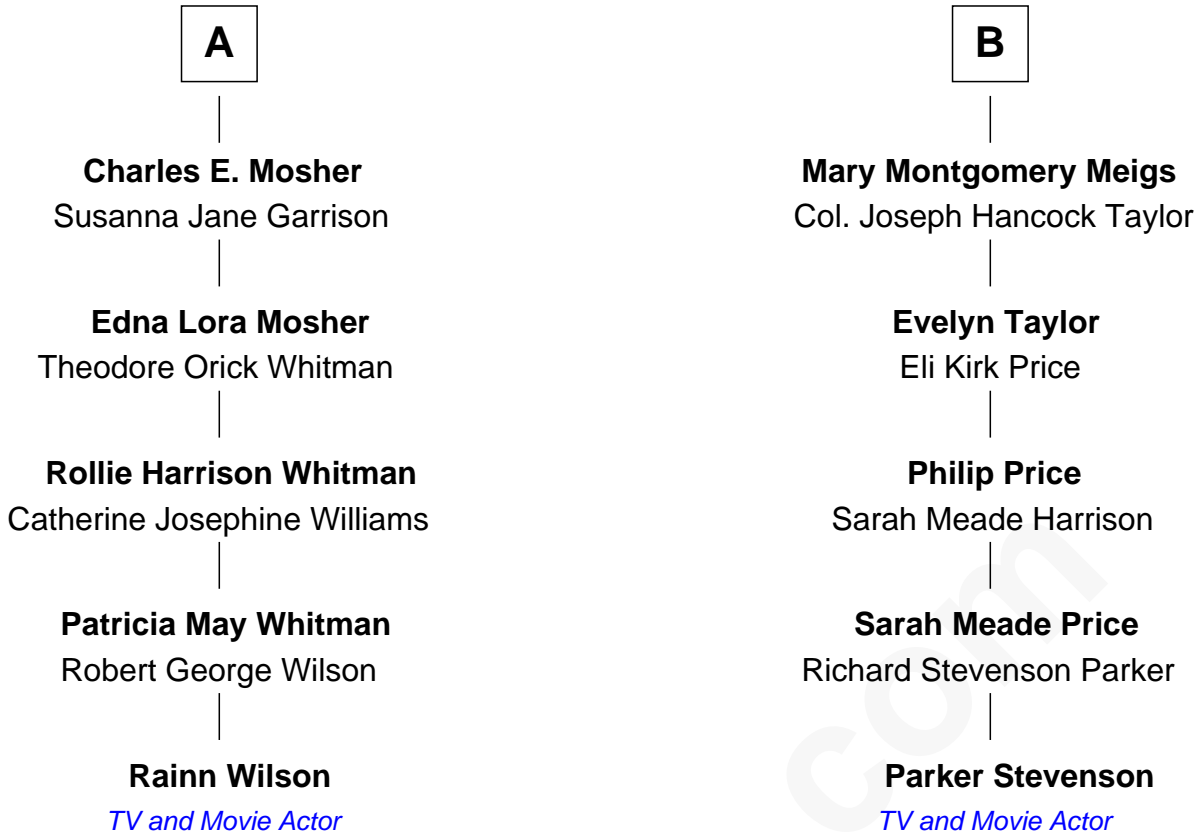 A
Charles E. Mosher
Susanna Jane Garrison
Edna Lora Mosher
Theodore Orick Whitman
Rollie Harrison Whitman
Catherine Josephine Williams
Patricia May Whitman
Robert George Wilson
Rainn Wilson
TV and Movie Actor
B
Mary Montgomery Meigs
Col. Joseph Hancock Taylor
Evelyn Taylor
Eli Kirk Price
Philip Price
Sarah Meade Harrison
Sarah Meade Price
Richard Stevenson Parker
Parker Stevenson
TV and Movie Actor
com